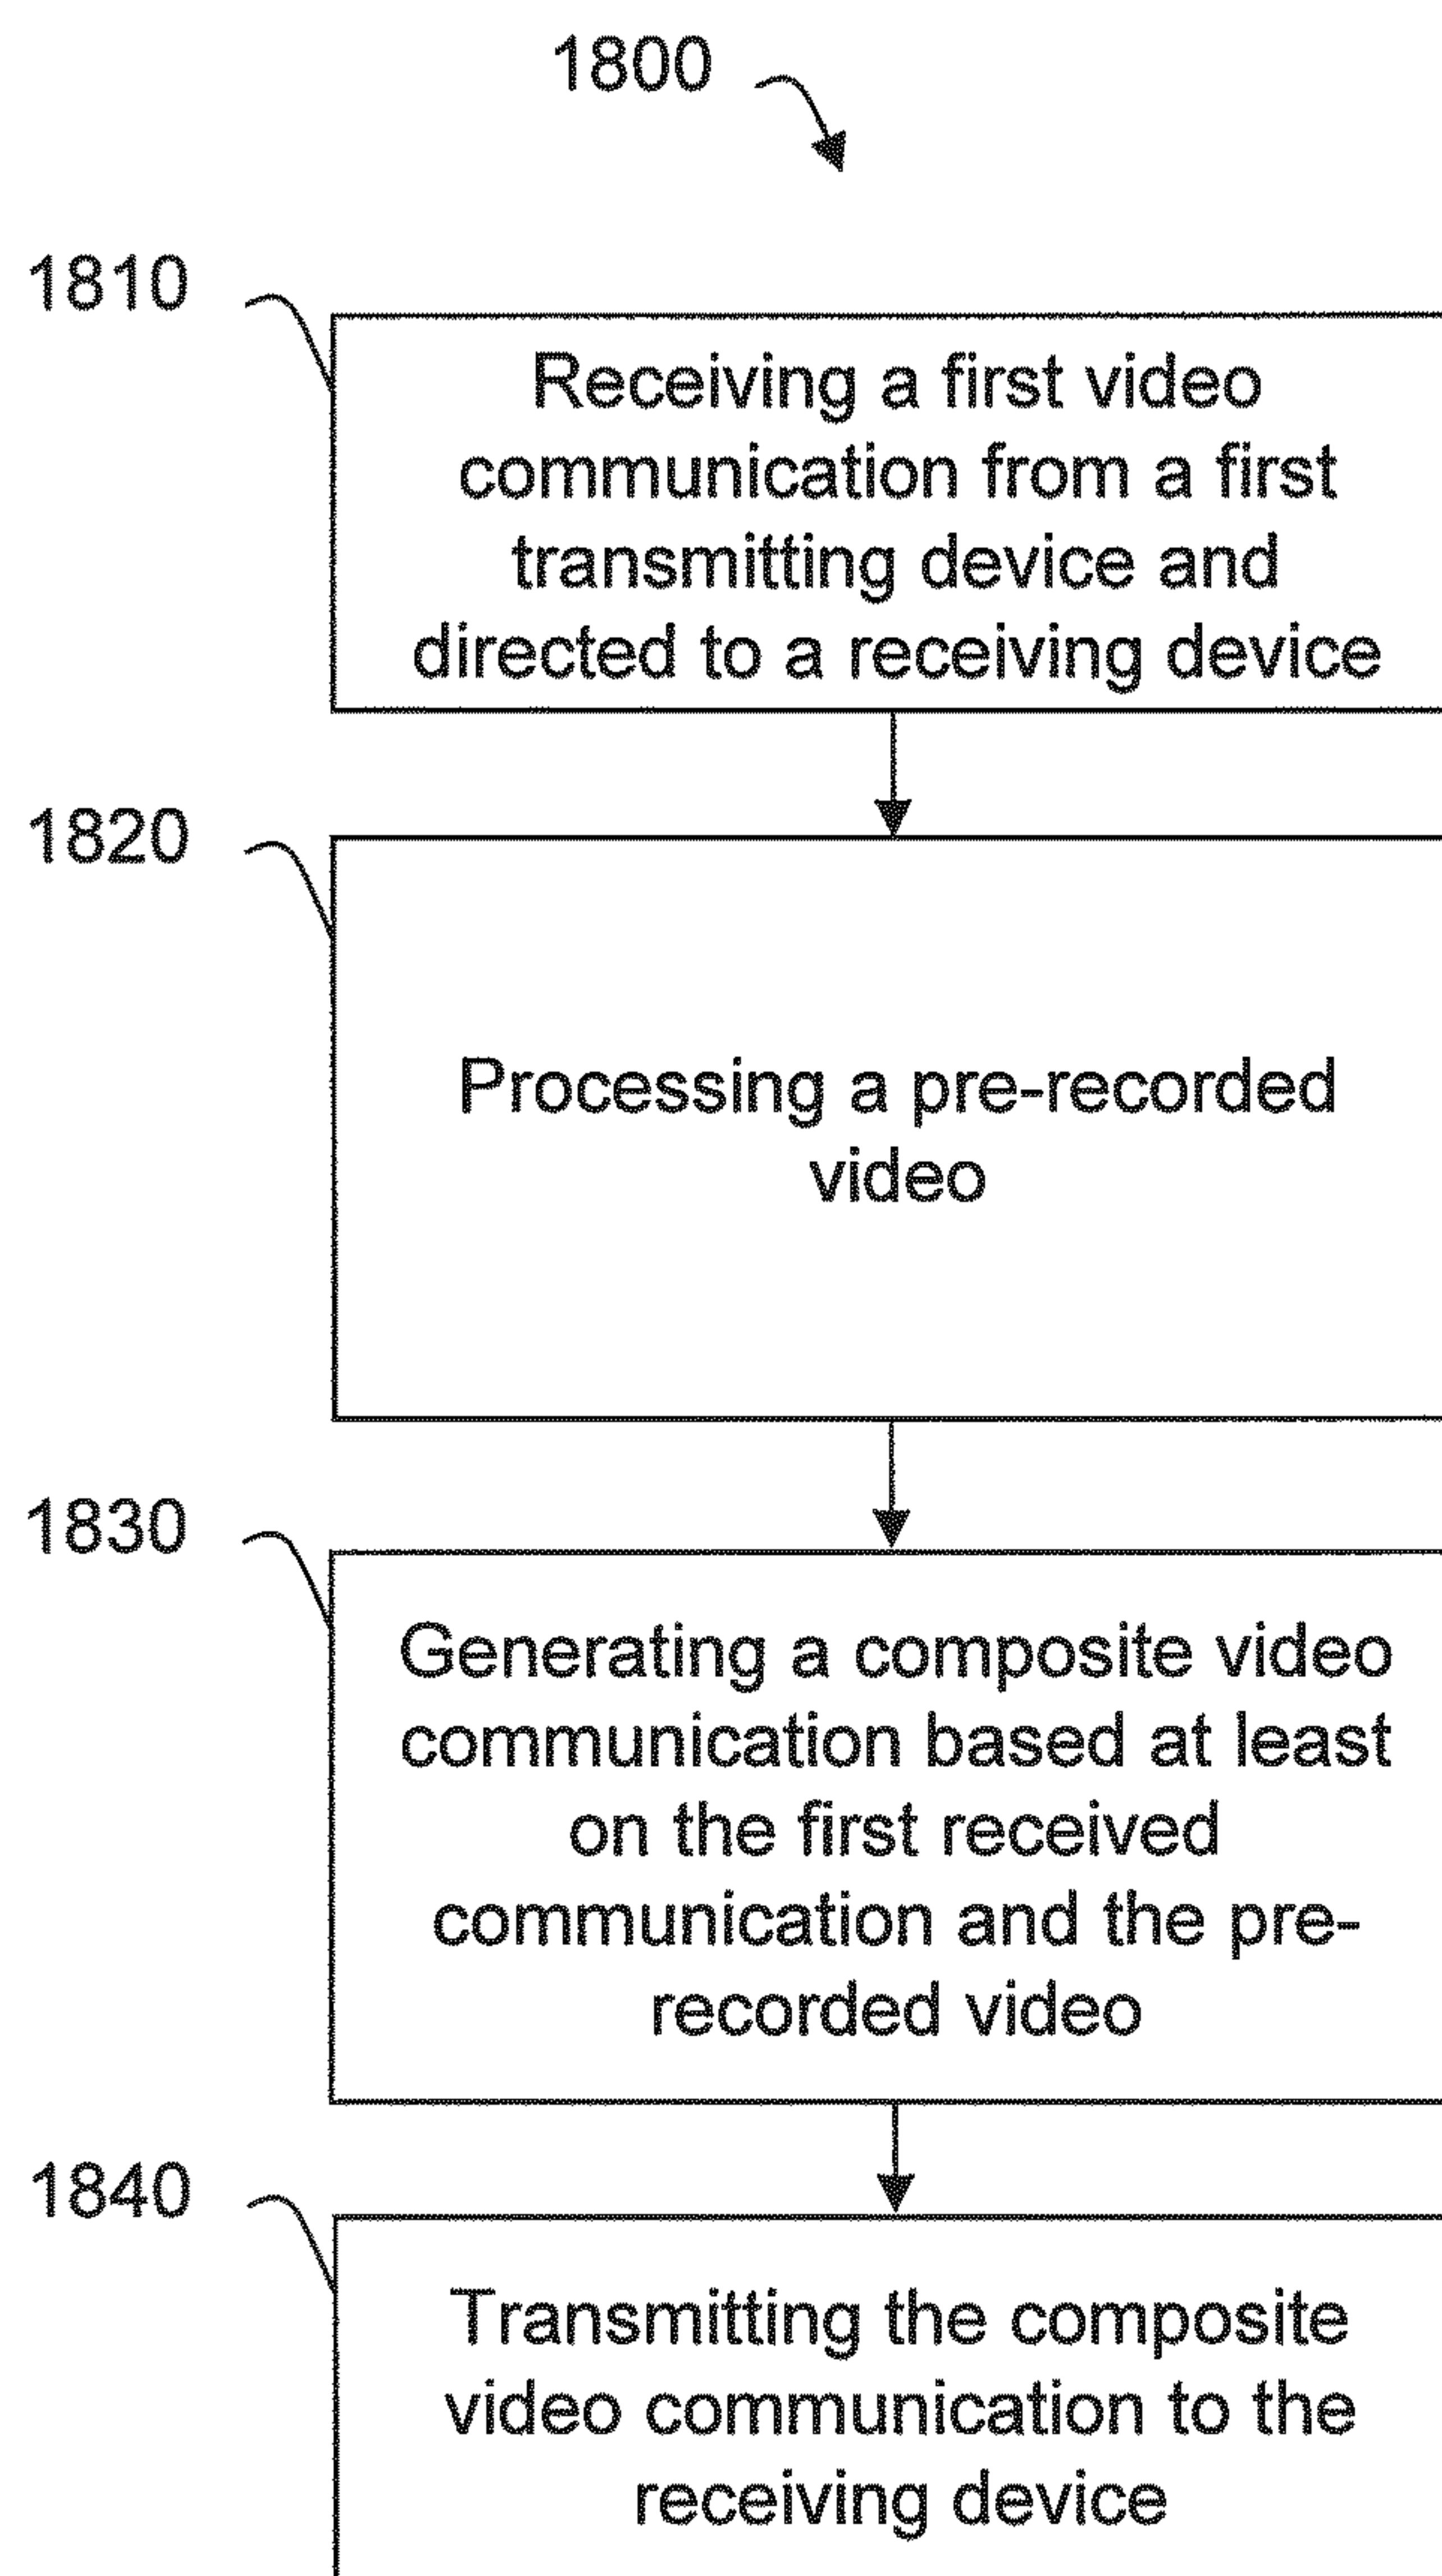 1800
1810
Receiving a first video
communication from a first
transmitting device and
directed to a receiving device
1820
Processing a pre-recorded
video
1830
Generating a composite video
communication based at least
on the first received
communication and the pre-
recorded video
1840
Transmitting the composite
video communication to the
receiving device